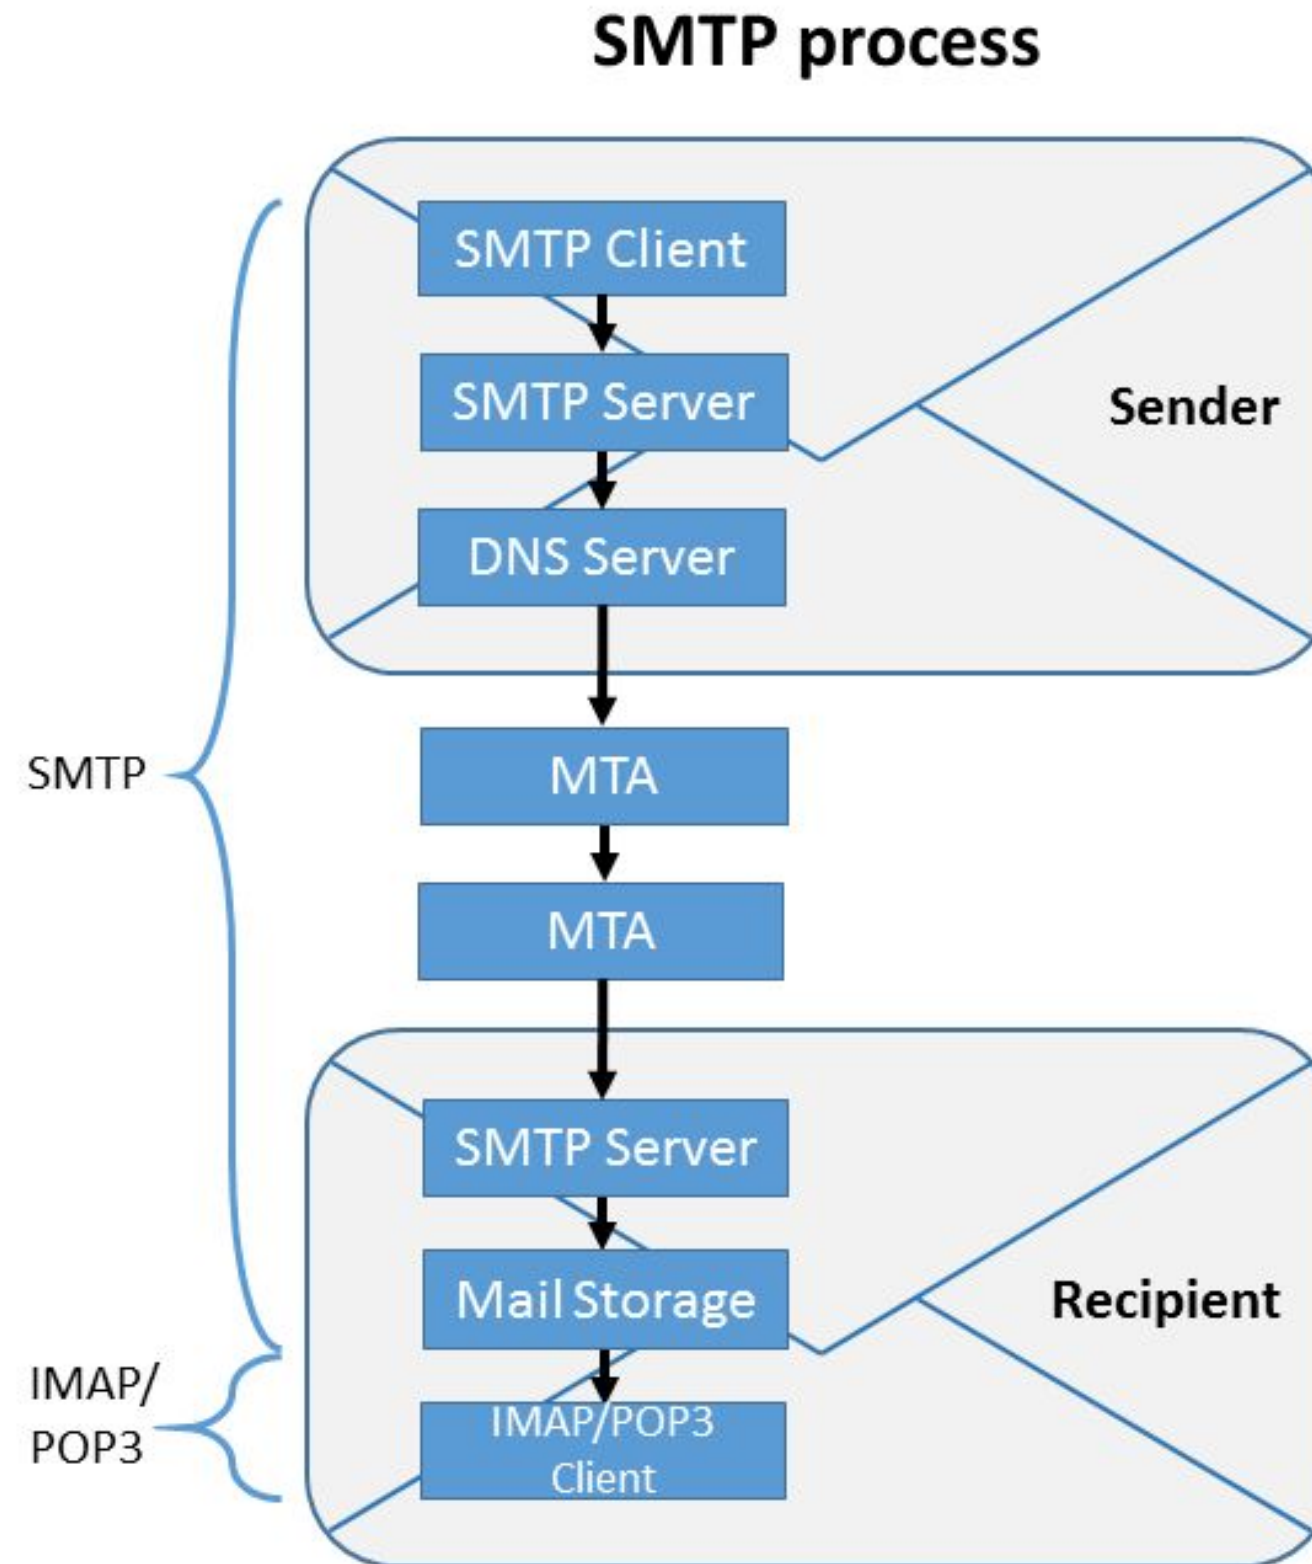 SMTP process
SMTP Client
SMTP Server
Sender
DNS Server
SMTP
MTA
MTA
SMTP Server
Mail Storage
Recipient
IMAP/
POP3
IMAP/POP3
Client